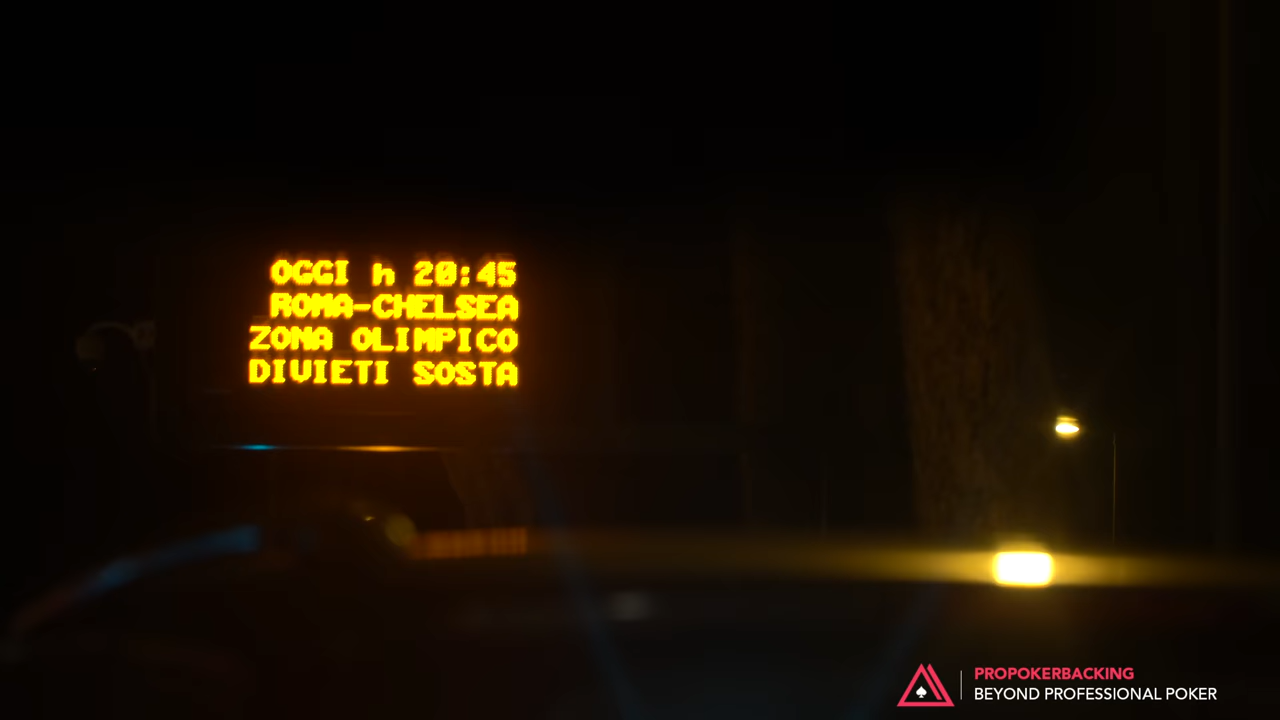 OGGI h 20:45
ROMA-CHELSEA
ZONA OLIMPICO
DIVIETI SOSTA
PROPOKERBACKING
BEYOND PROFESSIONAL POKER